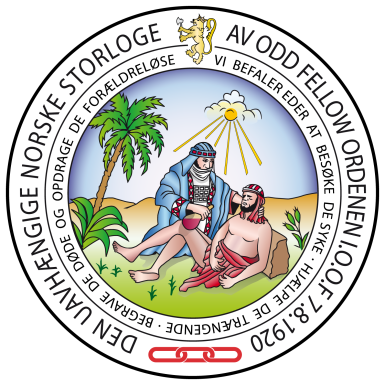 DEN UAVHÆNGIGE NORSKE STORLOGE AV ODD FELLOW ORDENEN I.O.O.F 7.8.1920
VI BEFALER EDER AT BESØKE DE SYKE · HJÆLPE DE TRÆNGENDE · BEGRAVE DE DØDE OG OPDRAGE DE FORÆLDRELØSE